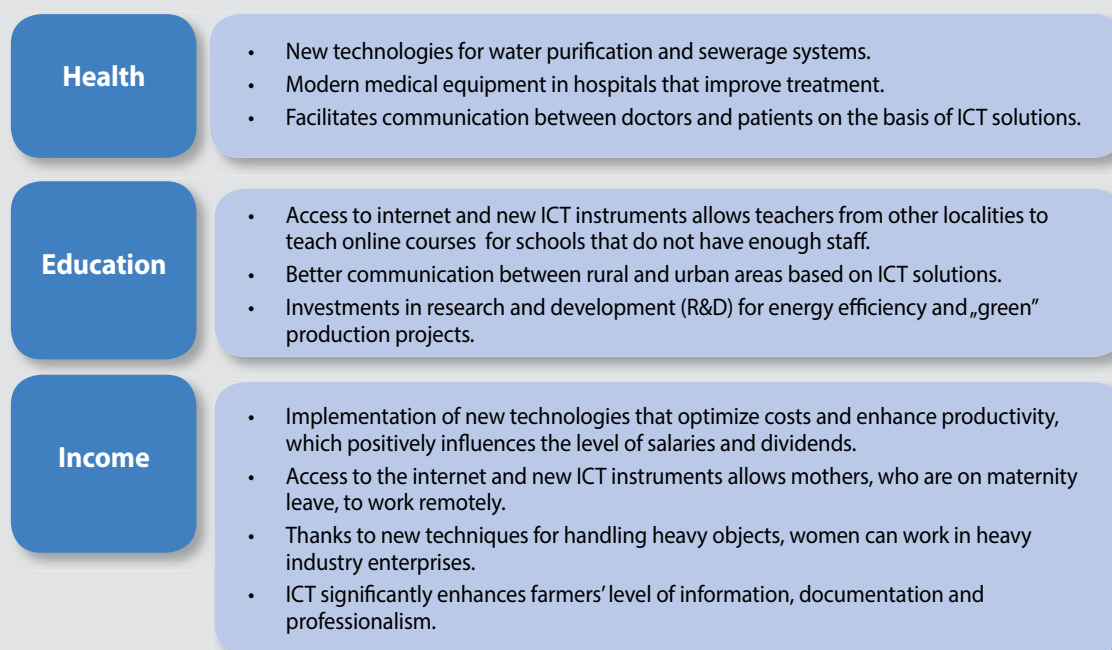 Health
• New technologies for water purification and sewerage systems.
• Modern medical equipment in hospitals that improve treatment.
• Facilitates communication between doctors and patients on the basis of ICT solutions.
Education
• Access to internet and new ICT instruments allows teachers from other localities to
teach online courses for schools that do not have enough staff.
• Better communication between rural and urban areas based on ICT solutions.
• Investments in research and development (R&D) for energy efficiency and „green”
production projects.
Income
• Implementation of new technologies that optimize costs and enhance productivity,
which positively influences the level of salaries and dividends.
• Access to the internet and new ICT instruments allows mothers, who are on maternity
leave, to work remotely.
• Thanks to new techniques for handling heavy objects, women can work in heavy
industry enterprises.
• ICT significantly enhances farmers’ level of information, documentation and
professionalism.